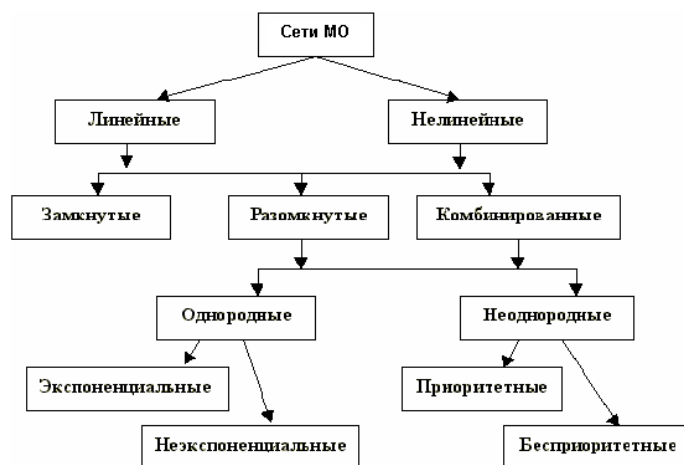 Сети МО
Линейные
Нелинейные
Замкнутые
Разомкнутые
Комбинированные
Однородные
Неоднородные
Экспоненциальные
Приоритетные
Неэкспоненциальные
Бесприоритетные